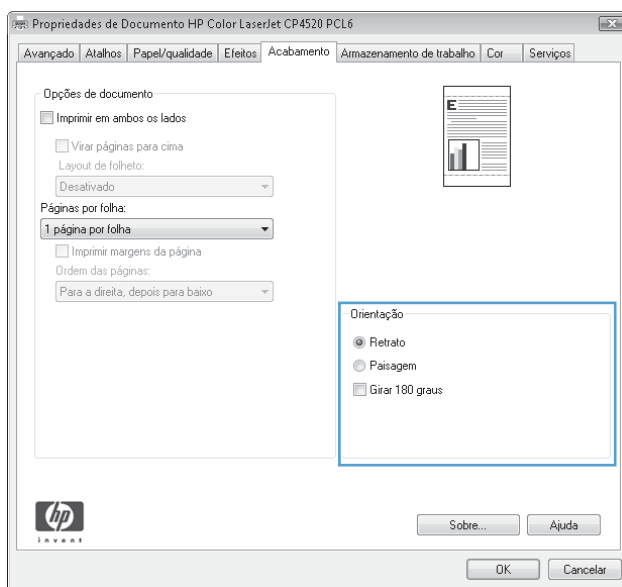 Propriedades de Documento HP Color LaserJet CP4520 PCL6
Avançado Atalhos Papel/qualidade Efeitos Acabamento Armazenamento de trabalho Cor Serviços
Opções de documento
Imprimir em ambos os lados
Virar páginas para cima
Layout de folheto:
Desativado
Páginas por folha:
1 página por folha
Imprimir margens da página
Ordem das páginas:
Para a direita, depois para baixo
E
Orientação
Retrato
Paisagem
Girar 180 graus
hp
invent
Sobre... Ajuda
OK Cancelar